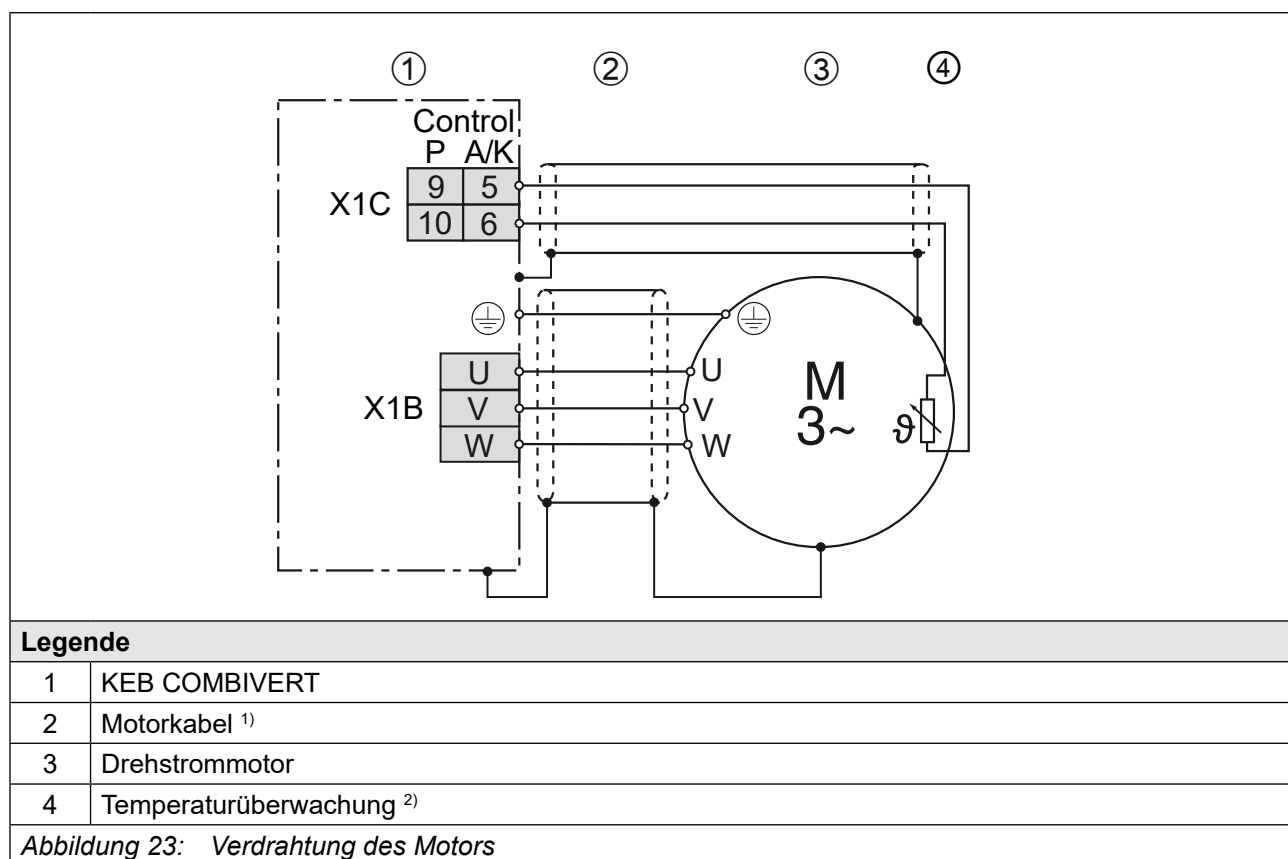 ① ② ③ ④
Control
P A/K
X1C 9 5
10 6
U U
X1B V V
W W
M
3~
ϑ
Legende
1 KEB COMBIVERT
2 Motorkabel ¹⁾
3 Drehstrommotor
4 Temperaturüberwachung ²⁾
Abbildung 23: Verdrahtung des Motors